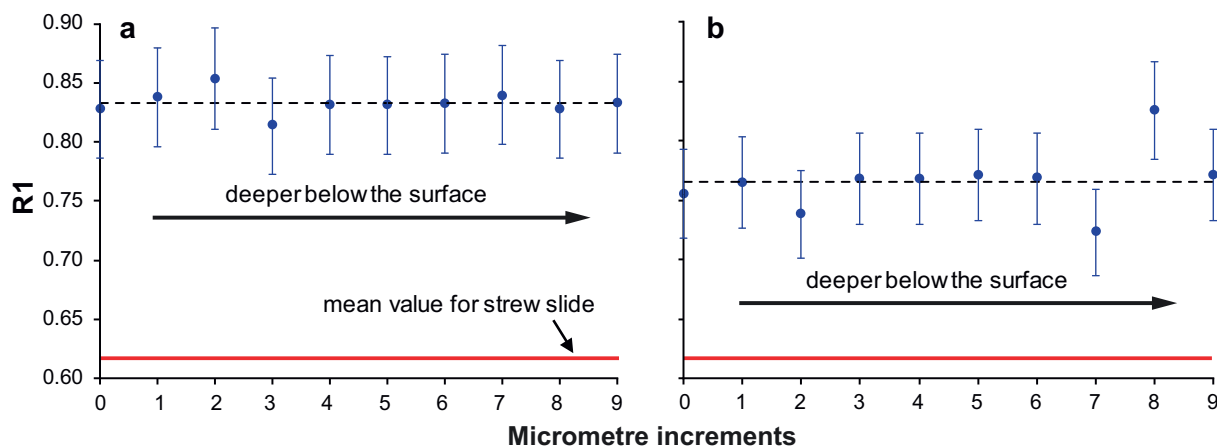 a
b
0.90
0.85
0.80
0.75
0.70
0.65
0.60
R1
deeper below the surface
deeper below the surface
mean value for strew slide
0 1 2 3 4 5 6 7 8 9
0 1 2 3 4 5 6 7 8 9
Micrometre increments